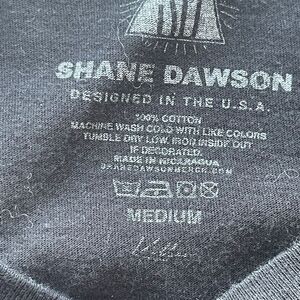 SHANE DAWSON
DESIGNED IN THE U.S.A.
100% COTTON
MACHINE WASH COLD WITH LIKE COLORS
TUMBLE DRY LOW. IRON INSIDE OUT
IF DECORATED.
MADE IN NICARAGUA
SHANEDAWSONMERCH.COM
MEDIUM